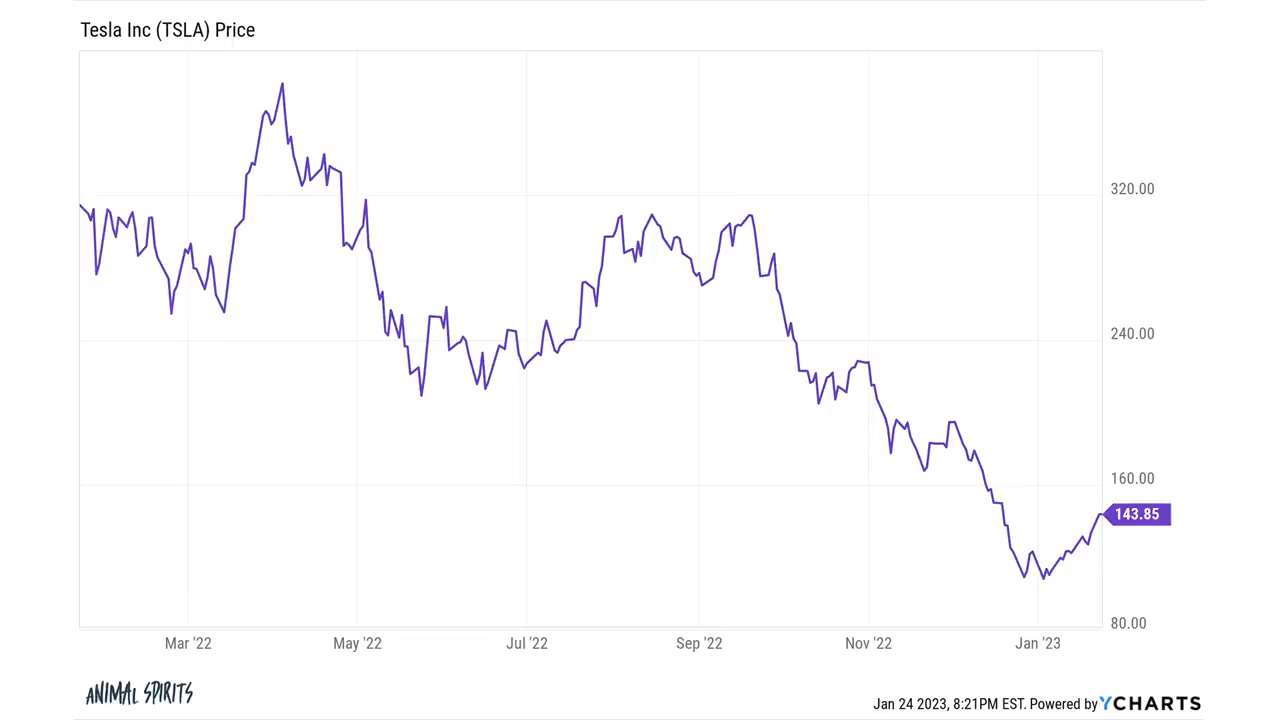 Tesla Inc (TSLA) Price
320.00
240.00
160.00
143.85
80.00
Mar '22 May '22 Jul '22 Sep '22 Nov '22 Jan '23
ANIMAL SPIRITS
Jan 24 2023, 8:21PM EST. Powered by YCHARTS